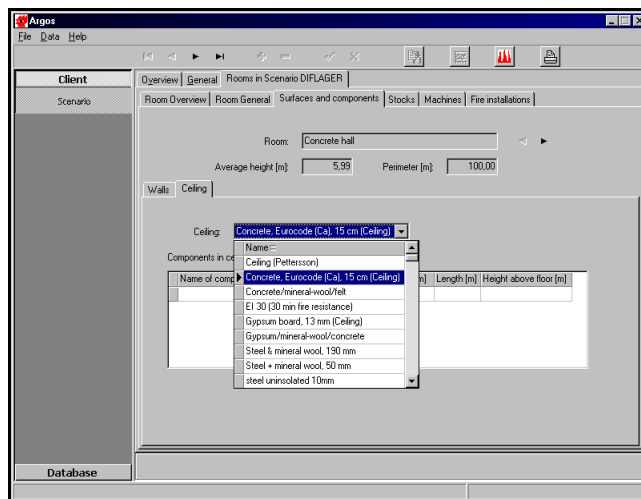 Argos
File Data Help
Client
Scenario
Overview General Rooms in Scenario DIFLAGER
Room Overview Room General Surfaces and components Stocks Machines Fire installations
Room: Concrete hall
Average height [m]: 5,99 Perimeter [m]: 100,00
Walls Ceiling
Ceiling: Concrete, Eurocode (Ca), 15 cm (Ceiling)
Components in ce
Name of comp
m] Length [m] Height above floor [m]
Name
Ceiling (Pettersson)
Concrete, Eurocode (Ca), 15 cm (Ceiling)
Concrete/mineral-wool/felt
EI 30 (30 min fire resistance)
Gypsum board, 13 mm (Ceiling)
Gypsum/mineral-wool/concrete
Steel & mineral wool, 190 mm
Steel + mineral wool, 50 mm
steel uninsolated 10mm
Database